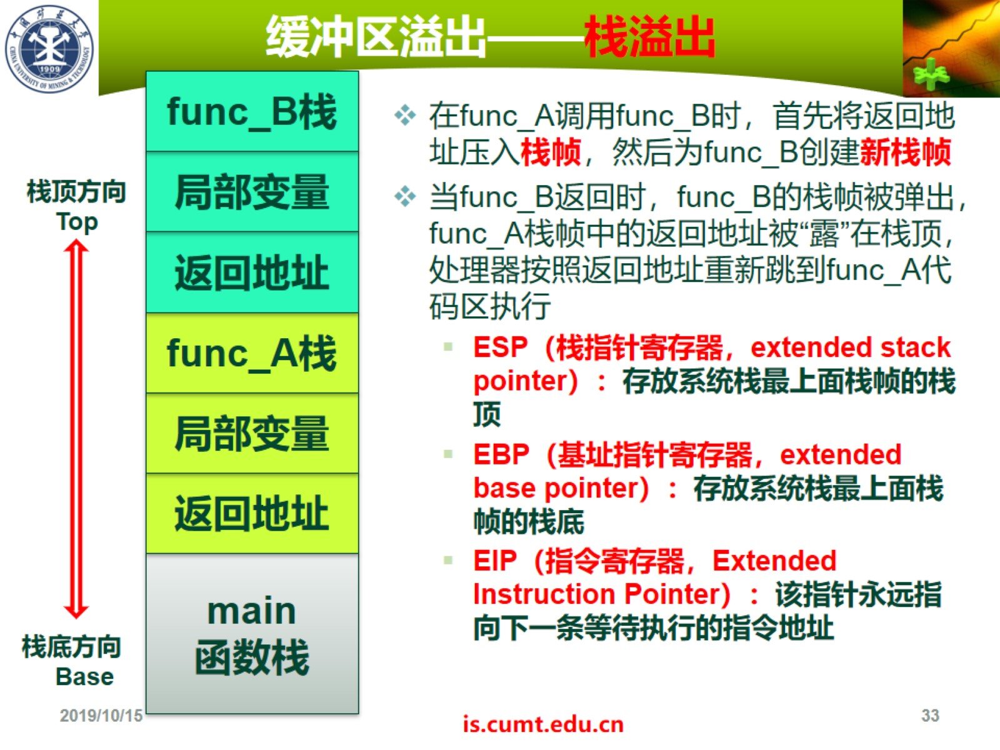 缓冲区溢出——栈溢出
中国矿业大学
CHINA UNIVERSITY OF MINING & TECHNOLOGY
1909
func_B栈
局部变量
返回地址
func_A栈
局部变量
返回地址
main
函数栈
栈顶方向
Top
栈底方向
Base
在func_A调用func_B时，首先将返回地
址压入栈帧，然后为func_B创建新栈帧
当func_B返回时，func_B的栈帧被弹出，
func_A栈帧中的返回地址被“露”在栈顶，
处理器按照返回地址重新跳到func_A代
码区执行
ESP（栈指针寄存器，extended stack
pointer）：存放系统栈最上面栈帧的栈
顶
EBP（基址指针寄存器，extended
base pointer）：存放系统栈最上面栈
帧的栈底
EIP（指令寄存器，Extended
Instruction Pointer）：该指针永远指
向下一条等待执行的指令地址
2019/10/15
is.cumt.edu.cn
33